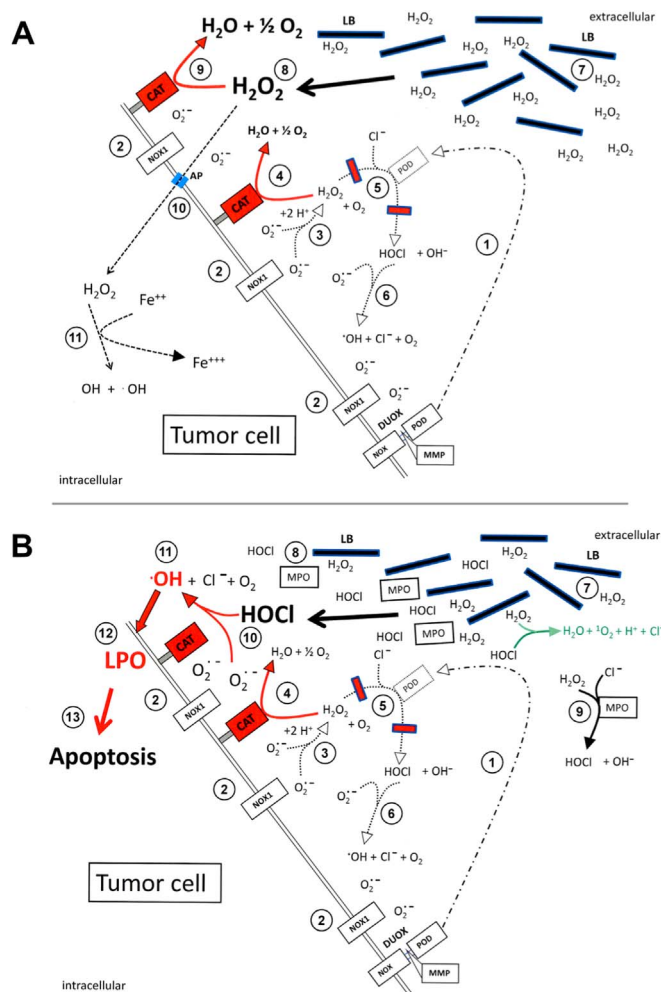 A
H₂O + ½ O₂
LB
extracellular
H₂O₂
H₂O₂
H₂O₂
LB
9
8
7
CAT
H₂O₂
H₂O₂
H₂O₂
H₂O₂
O₂·⁻
H₂O₂
H₂O₂
2
NOX1
O₂·⁻
H₂O + ½ O₂
Cl⁻
H₂O₂
H₂O₂
AP
4
POD
10
CAT
H₂O₂
5
+ O₂
+2 H⁺
O₂·⁻
3
2
O₂·⁻
HOCl + OH⁻
1
NOX1
O₂·⁻
6
H₂O₂
Fe⁺⁺
11
·OH + Cl⁻ + O₂
Fe⁺⁺⁺
O₂·⁻
OH + ·OH
2
NOX1
O₂·⁻
DUOX
Tumor cell
POD
NOX
MMP
intracellular
B
extracellular
HOCl
8
LB
H₂O₂
11
H₂O₂
HOCl
LB
·OH + Cl⁻ + O₂
MPO
MPO
7
H₂O₂
HOCl
HOCl
HOCl
H₂O₂
10
MPO
H₂O₂
H₂O + ¹O₂ + H⁺ + Cl⁻
12
CAT
HOCl
HOCl
LPO
O₂·⁻
O₂·⁻
H₂O + ½ O₂
Cl⁻
2
4
POD
H₂O₂
Cl⁻
13
NOX1
CAT
H₂O₂
5
9
MPO
+ O₂
Apoptosis
+2 H⁺
O₂·⁻
3
HOCl + OH⁻
2
O₂·⁻
HOCl + OH⁻
1
NOX1
O₂·⁻
6
·OH + Cl⁻ + O₂
Tumor cell
O₂·⁻
2
NOX1
O₂·⁻
DUOX
POD
NOX
MMP
intracellular